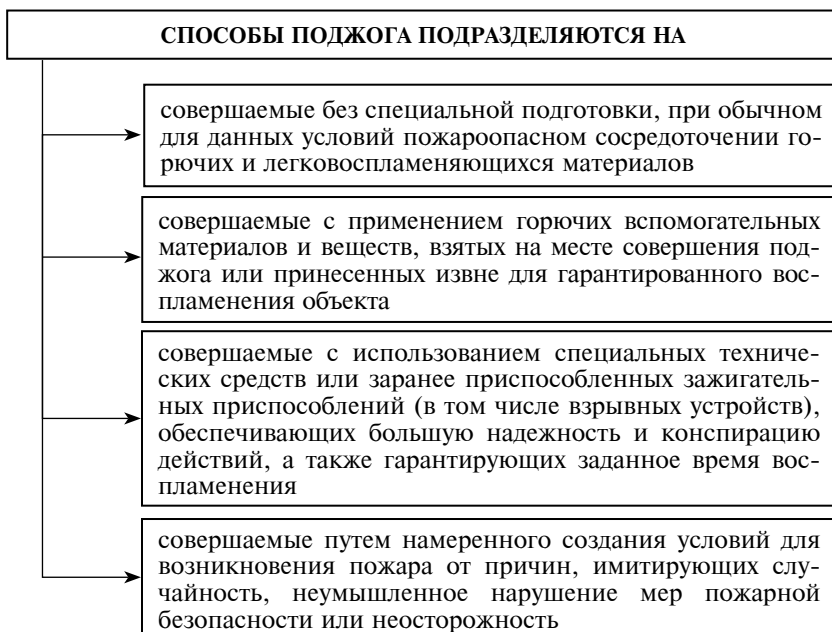 СПОСОБЫ ПОДЖОГА ПОДРАЗДЕЛЯЮТСЯ НА
совершаемые без специальной подготовки, при обычном
для данных условий пожароопасном сосредоточении го-
рючих и легковоспламеняющихся материалов
совершаемые с применением горючих вспомогательных
материалов и веществ, взятых на месте совершения под-
жога или принесенных извне для гарантированного вос-
пламенения объекта
совершаемые с использованием специальных техниче-
ских средств или заранее приспособленных зажигатель-
ных приспособлений (в том числе взрывных устройств),
обеспечивающих большую надежность и конспирацию
действий, а также гарантирующих заданное время вос-
пламенения
совершаемые путем намеренного создания условий для
возникновения пожара от причин, имитирующих слу-
чайность, неумышленное нарушение мер пожарной
безопасности или неосторожность